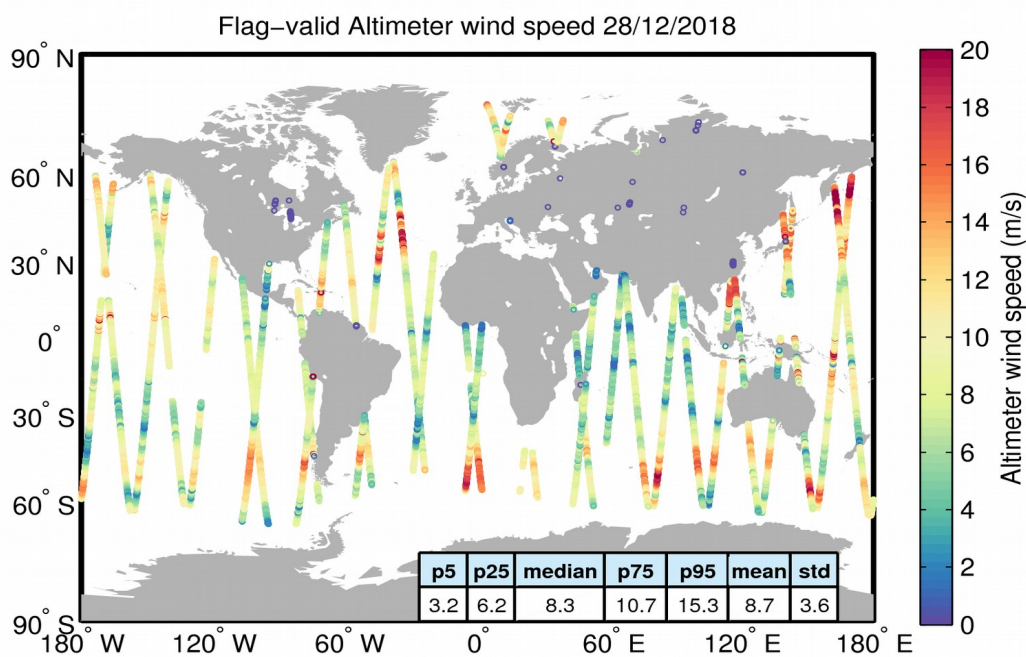 Flag−valid Altimeter wind speed 28/12/2018
90° N
60° N
30° N
0°
30° S
60° S
90° S
180° W
120° W
60° W
0°
60° E
120° E
180° E
p5 p25 median p75 p95 mean std
3.2 6.2 8.3 10.7 15.3 8.7 3.6
20
18
16
14
12
10
8
6
4
2
0
Altimeter wind speed (m/s)